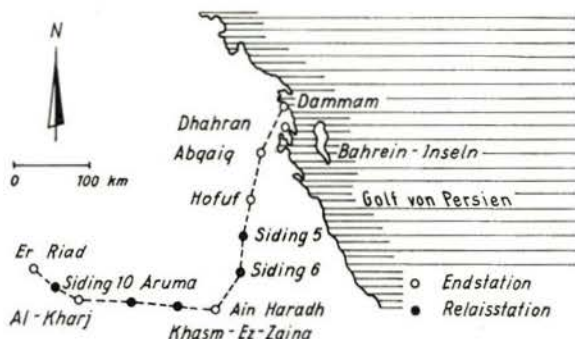 N
0 100
km
Dammam
Dhahran
Abqaiq
Bahrein-Inseln
Hofuf
Golf von Persien
Siding 5
Siding 6
Er Riad
Siding 10 Aruma
Al-Kharj
Ain Haradh
Khasm-Ez-Zaina
Endstation
Relaisstation